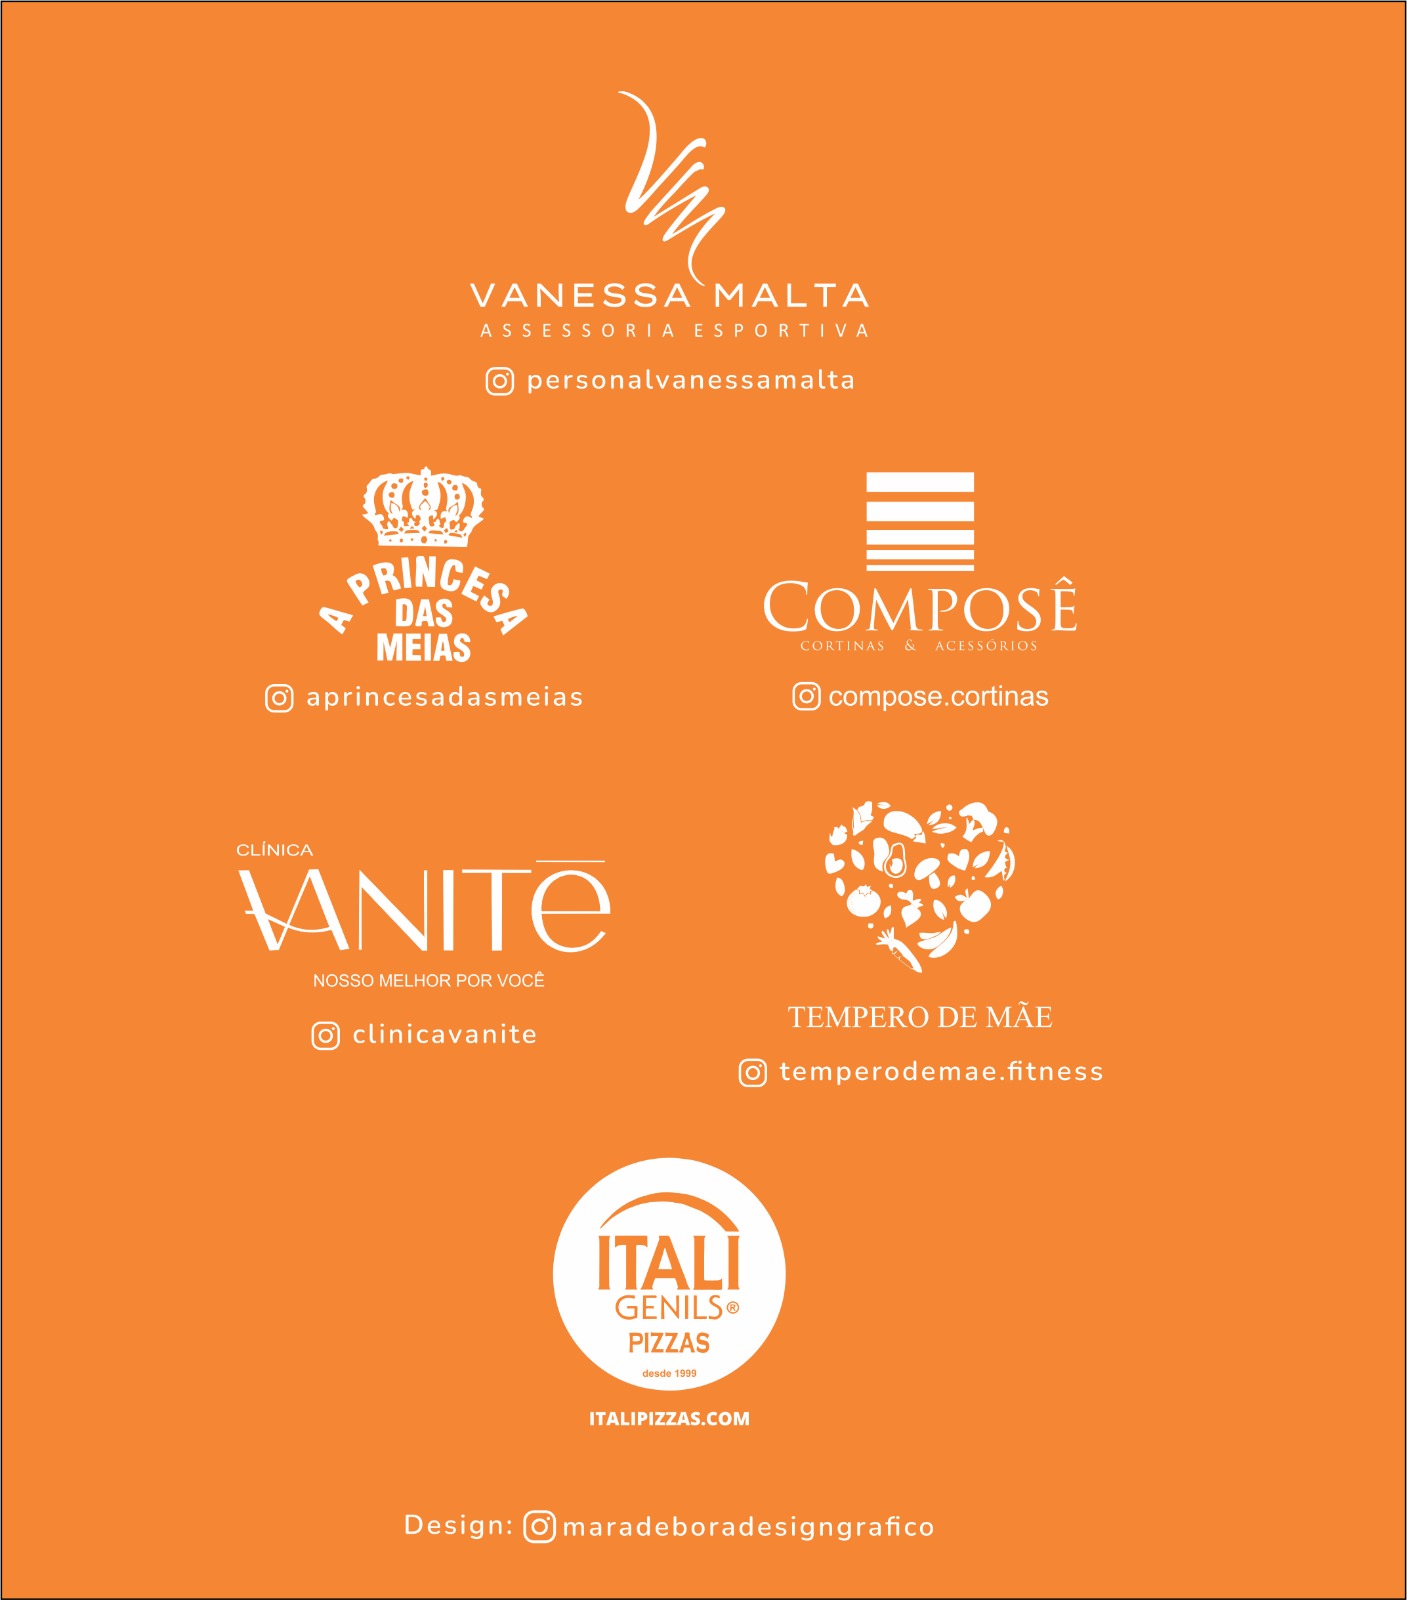 VM
VANESSA MALTA
ASSESSORIA ESPORTIVA
personalvanessamalta
A PRINCESA
DAS
MEIAS
aprincesadasmeias
COMPOSÊ
CORTINAS & ACESSÓRIOS
compose.cortinas
CLÍNICA
VANITē
NOSSO MELHOR POR VOCÊ
clinicavanite
TEMPERO DE MÃE
temperodemae.fitness
ITALI
GENILS®
PIZZAS
desde 1999
ITALIPIZZAS.COM
Design: maradeboradesigngrafico